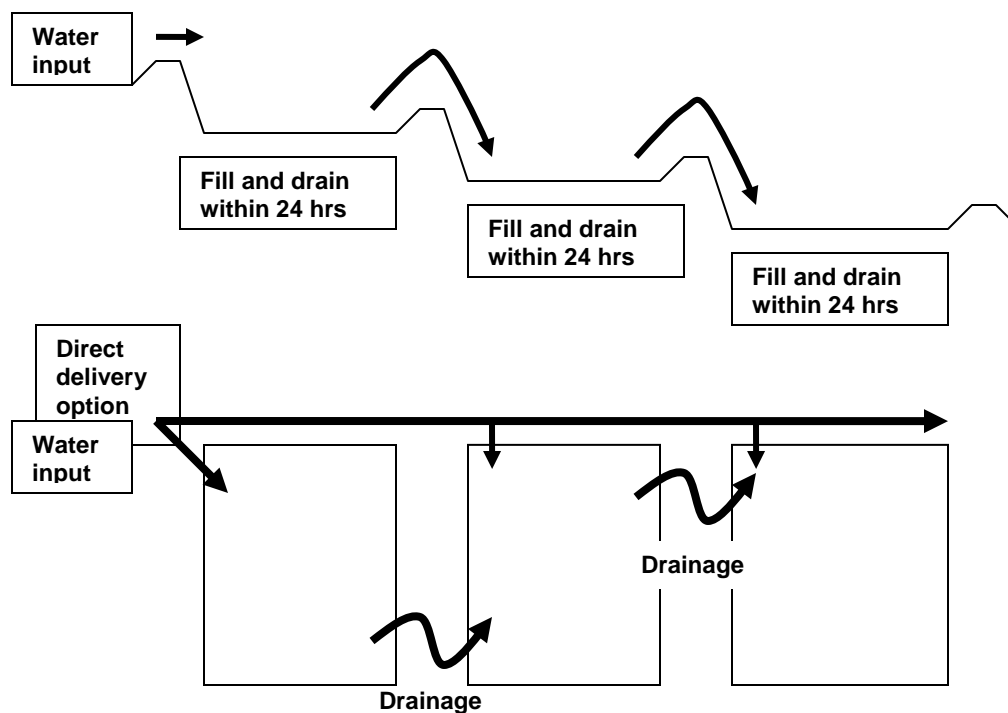 Water
input
Fill and drain
within 24 hrs
Fill and drain
within 24 hrs
Fill and drain
within 24 hrs
Direct
delivery
option
Water
input
Drainage
Drainage